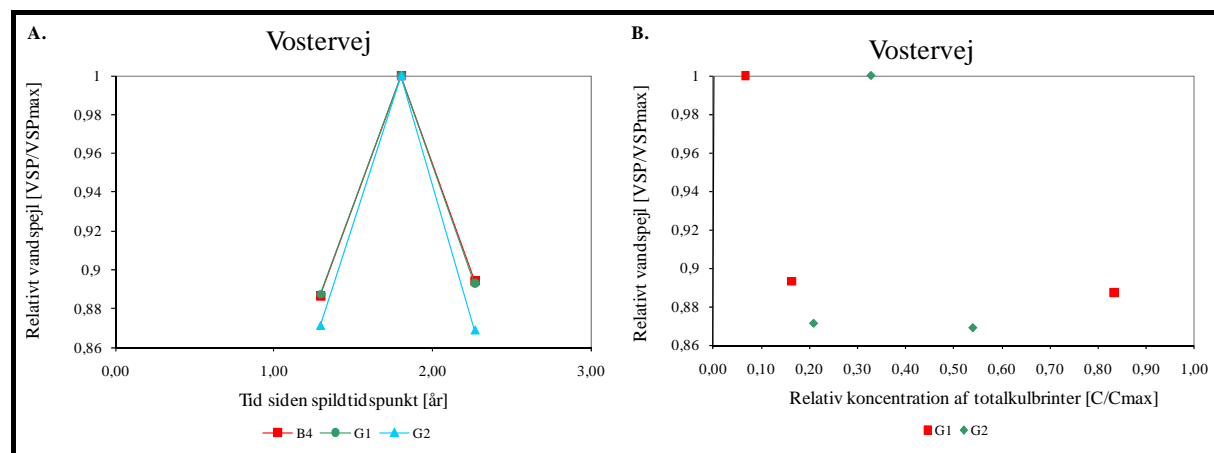 A.
Vostervej
Relativt vandspejl [VSP/VSPmax]
1
0,98
0,96
0,94
0,92
0,9
0,88
0,86
0,00
1,00
2,00
3,00
Tid siden spildtidspunkt [år]
B4
G1
G2
B.
Vostervej
Relativt vandspejl [VSP/VSPmax]
1
0,98
0,96
0,94
0,92
0,9
0,88
0,86
0,00
0,10
0,20
0,30
0,40
0,50
0,60
0,70
0,80
0,90
1,00
Relativ koncentration af totalkulbrinter [C/Cmax]
G1
G2